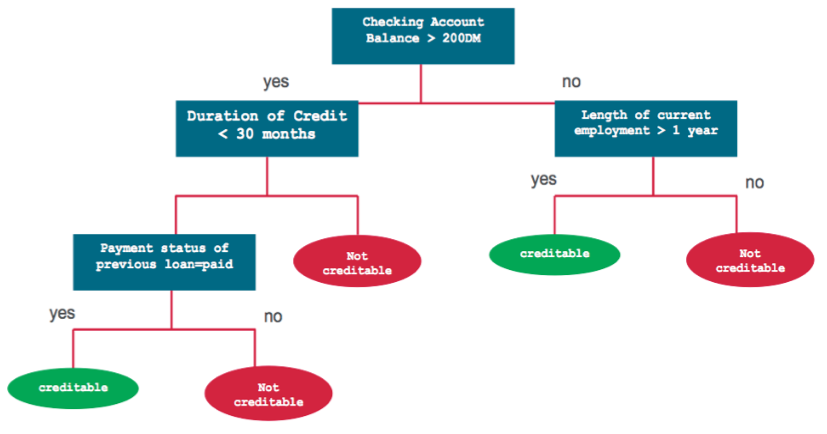 Checking Account
Balance > 200DM
yes
no
Duration of Credit
< 30 months
Length of current
employment > 1 year
yes
no
Payment status of
previous loan=paid
Not
creditable
creditable
Not
creditable
yes
no
creditable
Not
creditable